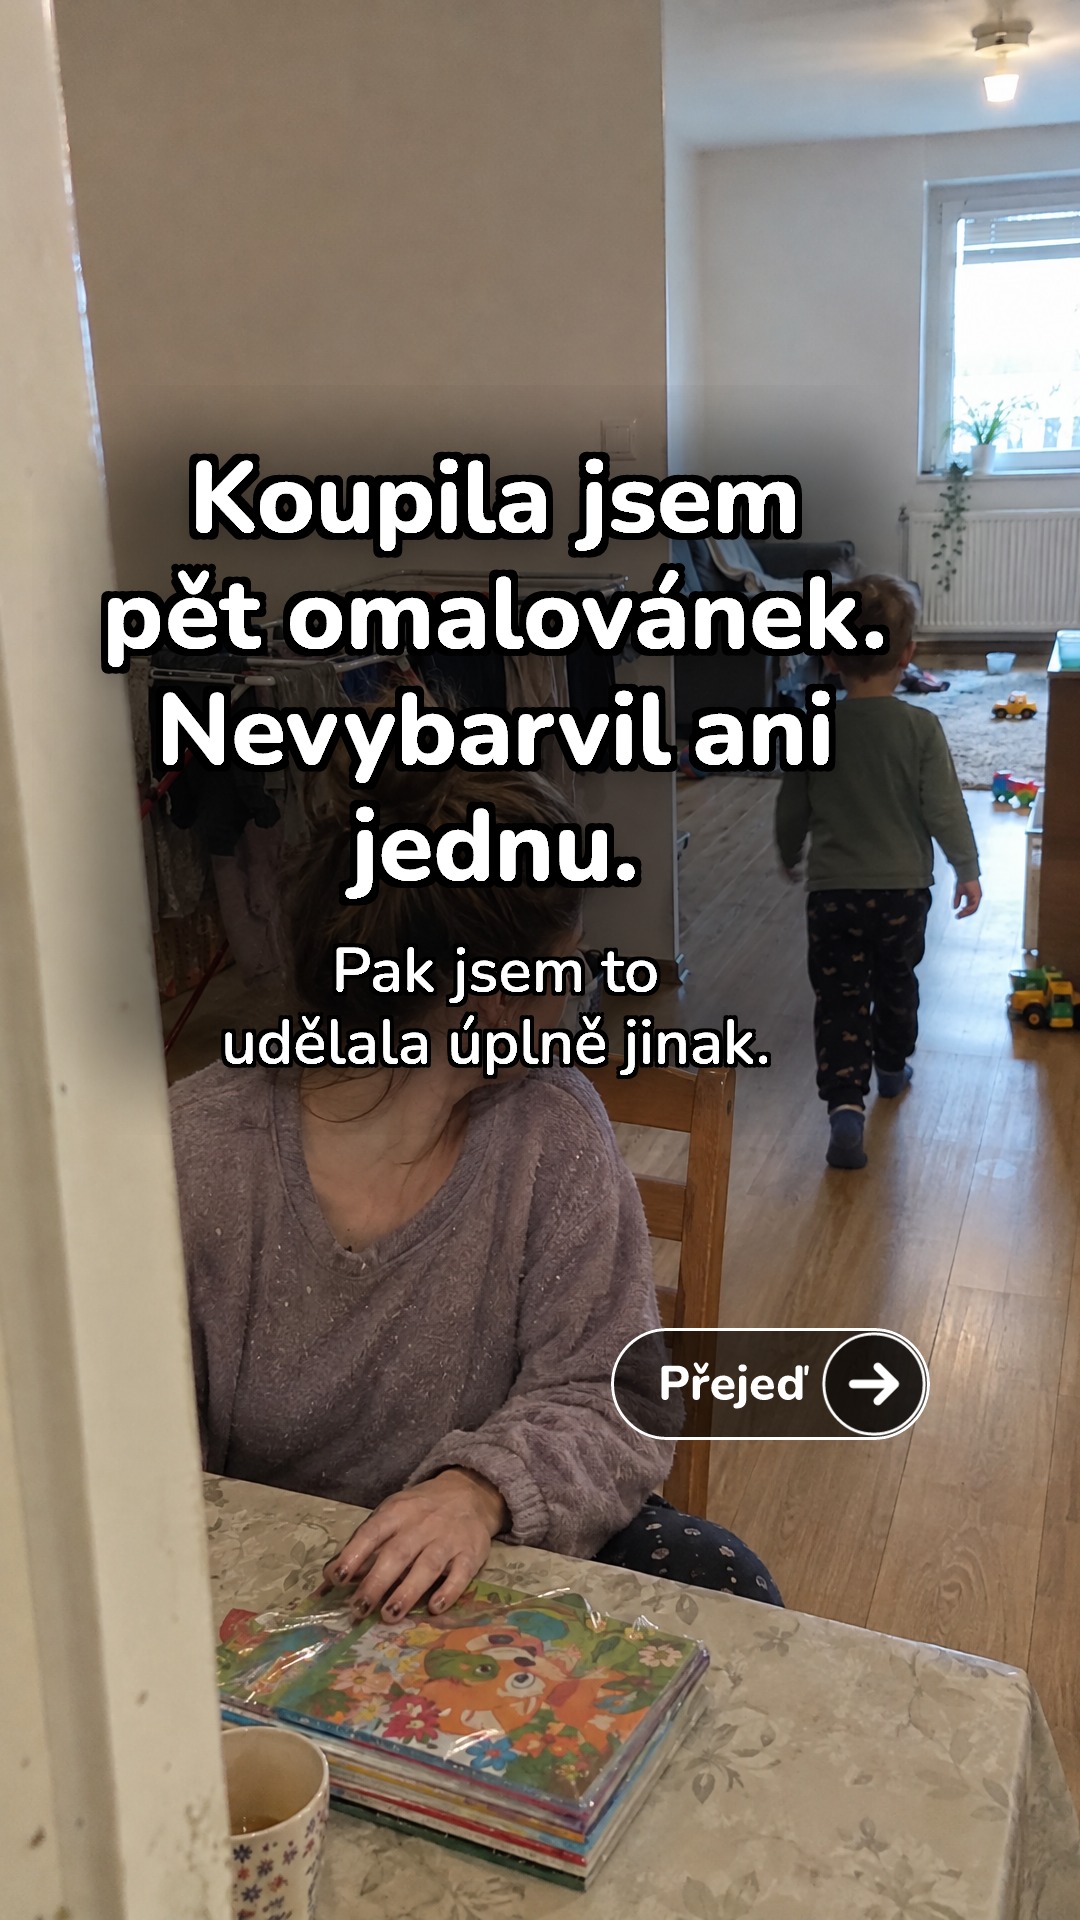 Koupila jsem
pět omalovánek.
Nevybarvil ani
jednu.
Pak jsem to
udělala úplně jinak.
Přejeď